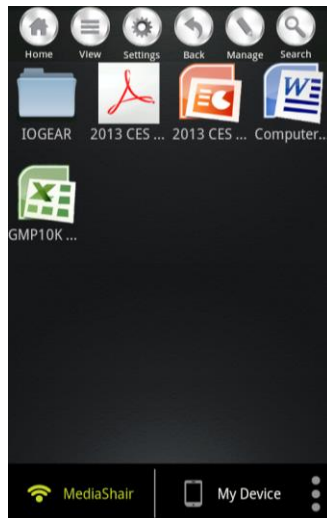 Home View Settings Back Manage Search
IOGEAR 2013 CES ... 2013 CES ... Computer..
GMP10K ...
MediaShair My Device